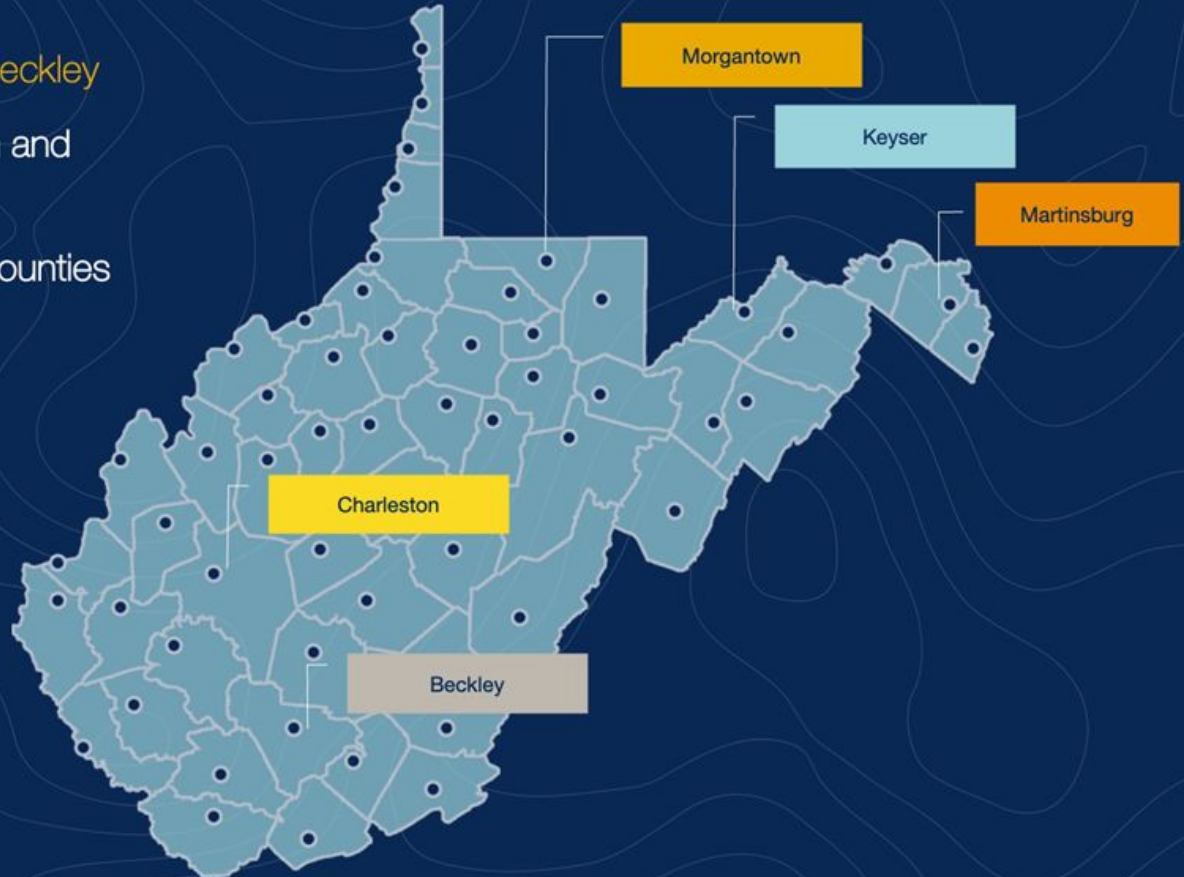 eckley
and
ounties
Morgantown
Keyser
Martinsburg
Charleston
Beckley